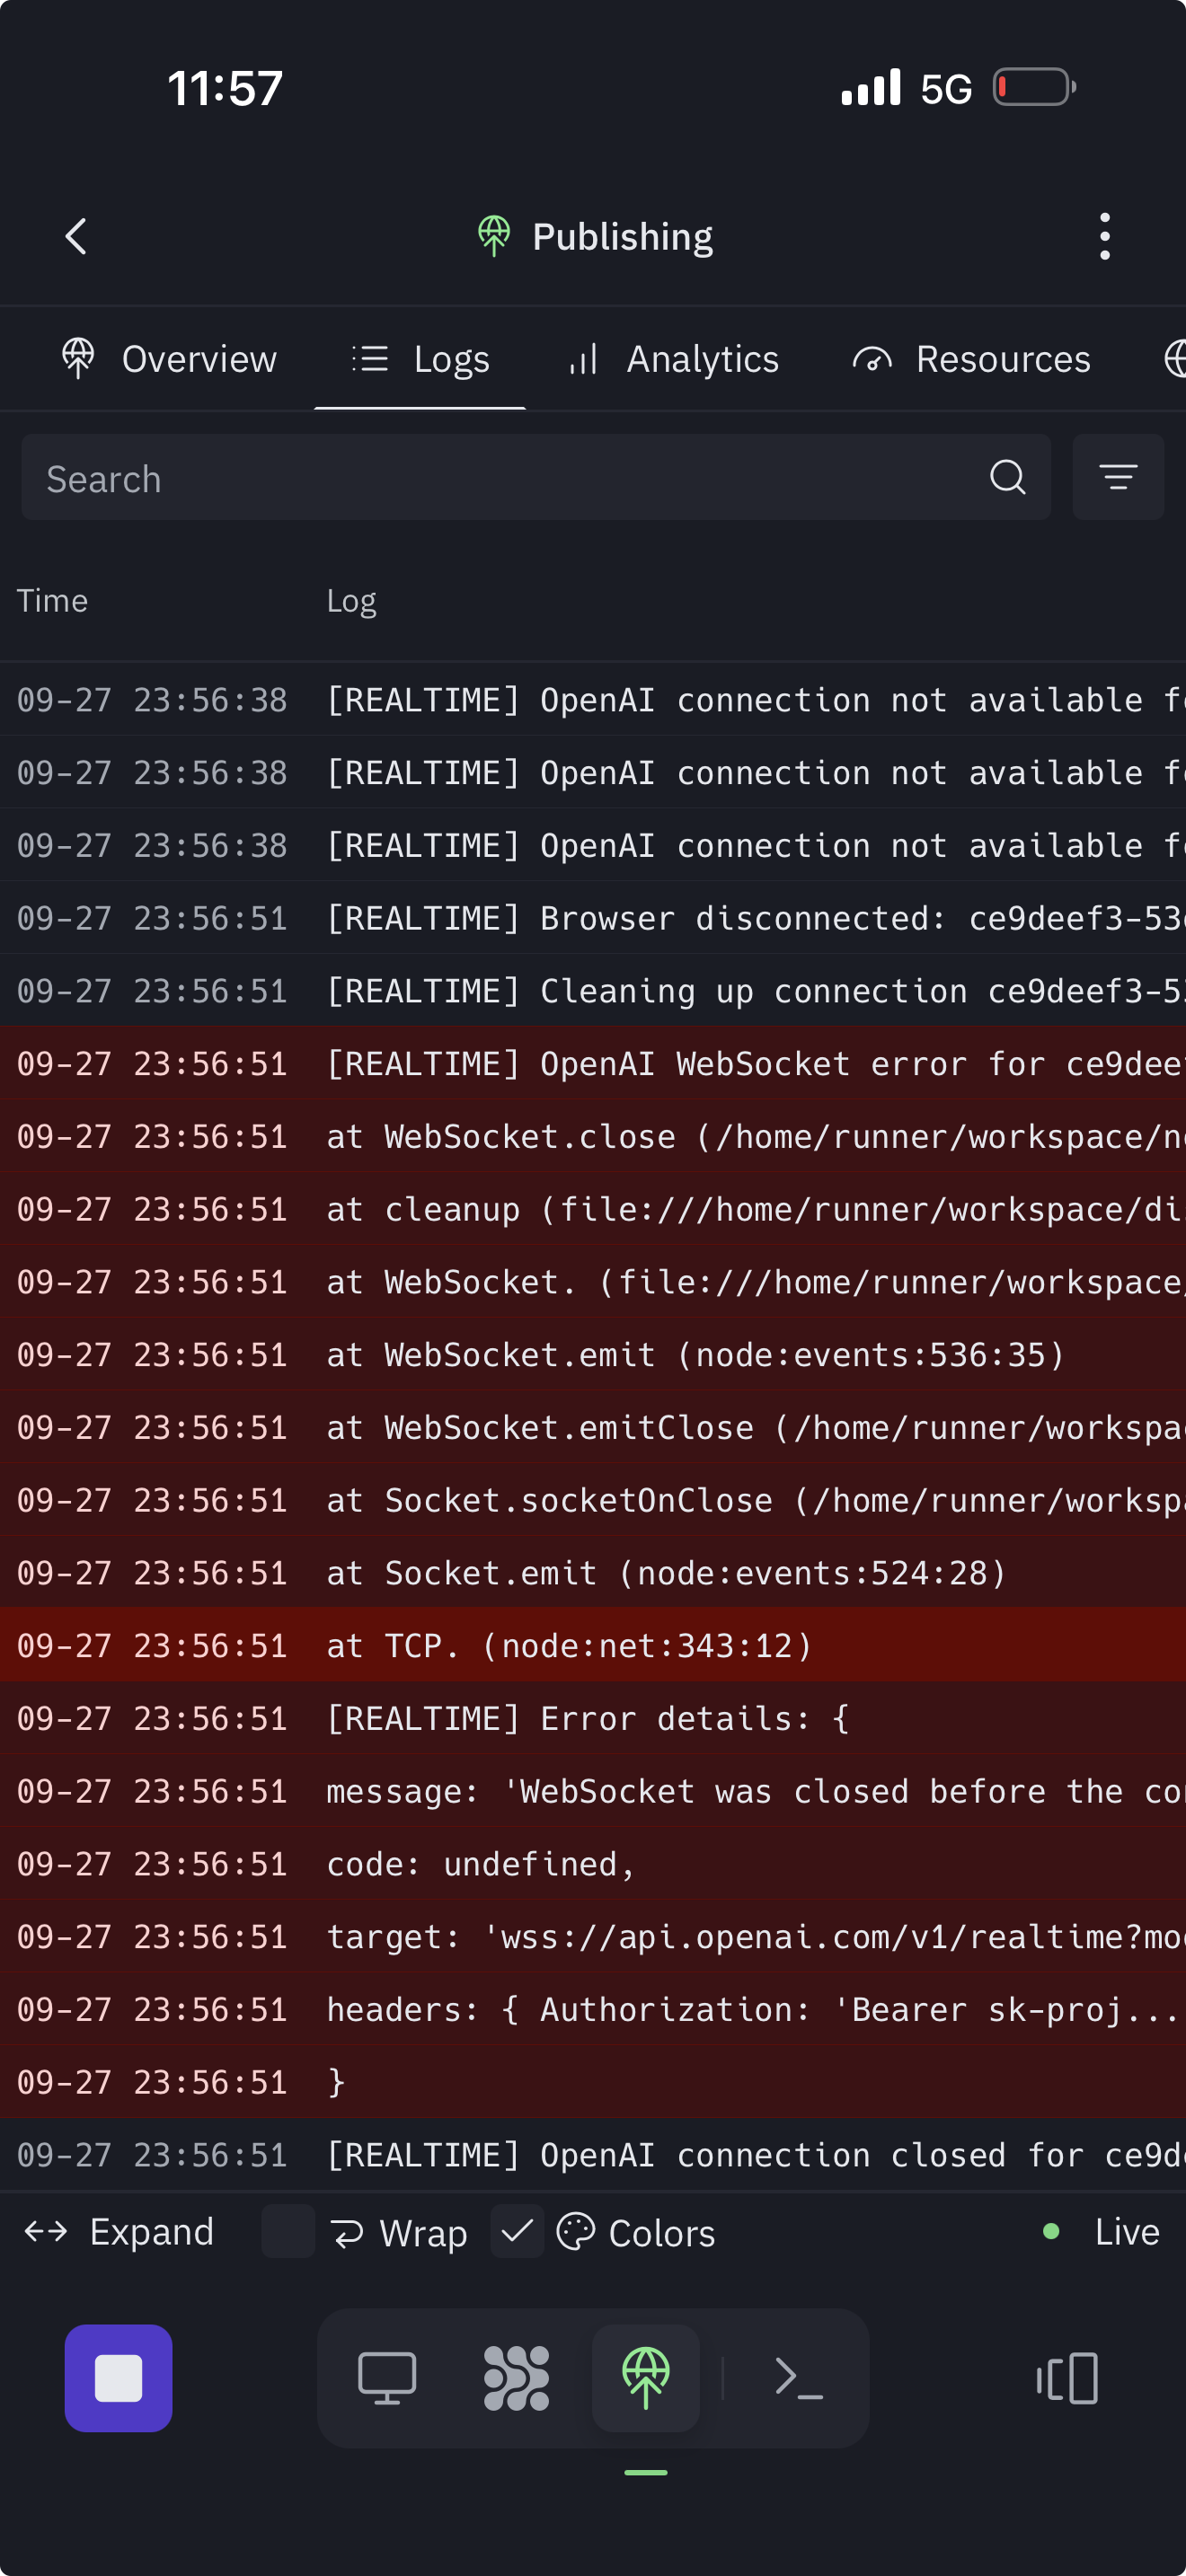 11:57 5G
Publishing
Overview Logs Analytics Resources
Search
Time Log
09-27 23:56:38 [REALTIME] OpenAI connection not available
09-27 23:56:38 [REALTIME] OpenAI connection not available
09-27 23:56:38 [REALTIME] OpenAI connection not available
09-27 23:56:51 [REALTIME] Browser disconnected: ce9deef3-53
09-27 23:56:51 [REALTIME] Cleaning up connection ce9deef3-5
09-27 23:56:51 [REALTIME] OpenAI WebSocket error for ce9dee
09-27 23:56:51 at WebSocket.close (/home/runner/workspace/n
09-27 23:56:51 at cleanup (file:///home/runner/workspace/di
09-27 23:56:51 at WebSocket. (file:///home/runner/workspace/
09-27 23:56:51 at WebSocket.emit (node:events:536:35)
09-27 23:56:51 at WebSocket.emitClose (/home/runner/workspa
09-27 23:56:51 at Socket.socketOnClose (/home/runner/worksp
09-27 23:56:51 at Socket.emit (node:events:524:28)
09-27 23:56:51 at TCP. (node:net:343:12)
09-27 23:56:51 [REALTIME] Error details: {
09-27 23:56:51 message: 'WebSocket was closed before the co
09-27 23:56:51 code: undefined,
09-27 23:56:51 target: 'wss://api.openai.com/v1/realtime?mo
09-27 23:56:51 headers: { Authorization: 'Bearer sk-proj...
09-27 23:56:51 }
09-27 23:56:51 [REALTIME] OpenAI connection closed for ce9d
Expand Wrap Colors Live